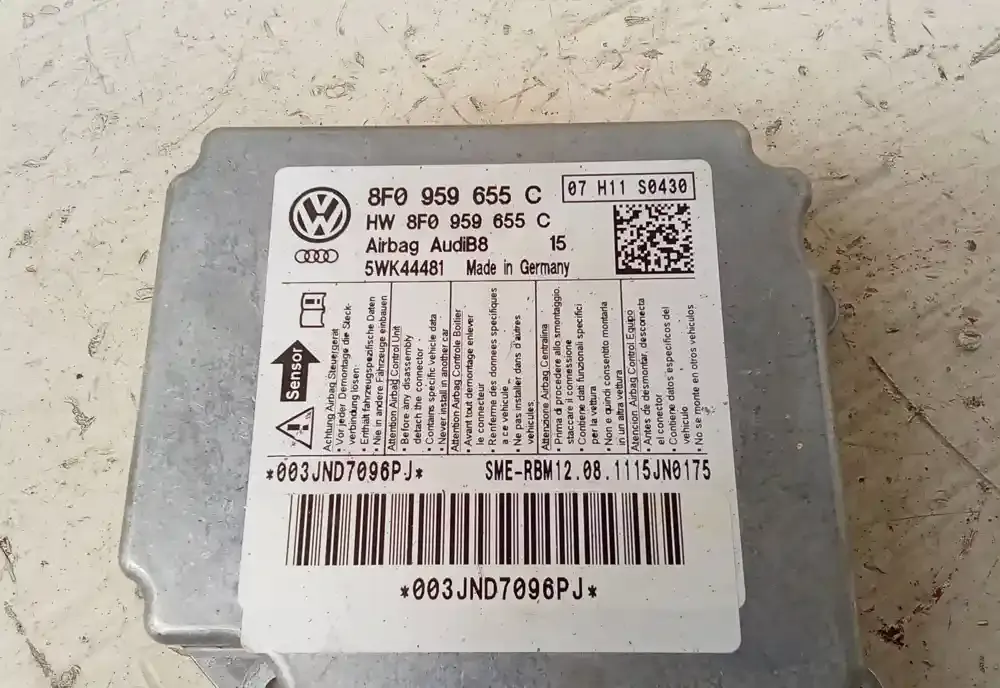 8F0 959 655 C
07 H11 S0430
HW 8F0 959 655 C
Airbag AudiB8 15
5WK44481 Made in Germany
Sensor
Achtung Airbag Steuergerät
• Vor jeder Demontage die Steck-
verbindung lösen.
• Enthält fahrzeugspezifische Daten
• Nie in andere Fahrzeuge einbauen
Attention Airbag Control Unit
• Before any disassembly
detach the connector
• Contains specific vehicle data
• Never install in another car
Attention Airbag Controle Boitier
• Avant tout demontage enlever
le connecteur
• Renferme des donnees specifiques
a ce vehicule
• Ne pas installer dans d'autres
vehicules.
Attenzione Airbag Centralina
• Prima di procedere allo smontaggio,
staccare il connessione
• Contiene dati funzionali specifici
per la vettura
• Non e quindi consentito montarla
in un altra vettura
Atencion Airbag Control Equipo
• Antes de desmontar, desconecta
el connector
• Contiene datos especificos del
vehiculo
• No se monte en otros vehiculos
*003JND7096PJ*
SME-RBM12.08.1115JN0175
*003JND7096PJ*